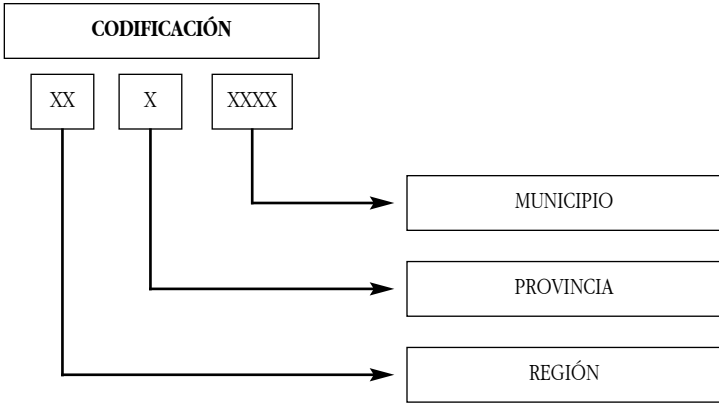 CODIFICACIÓN
XX X XXXX
MUNICIPIO
PROVINCIA
REGIÓN